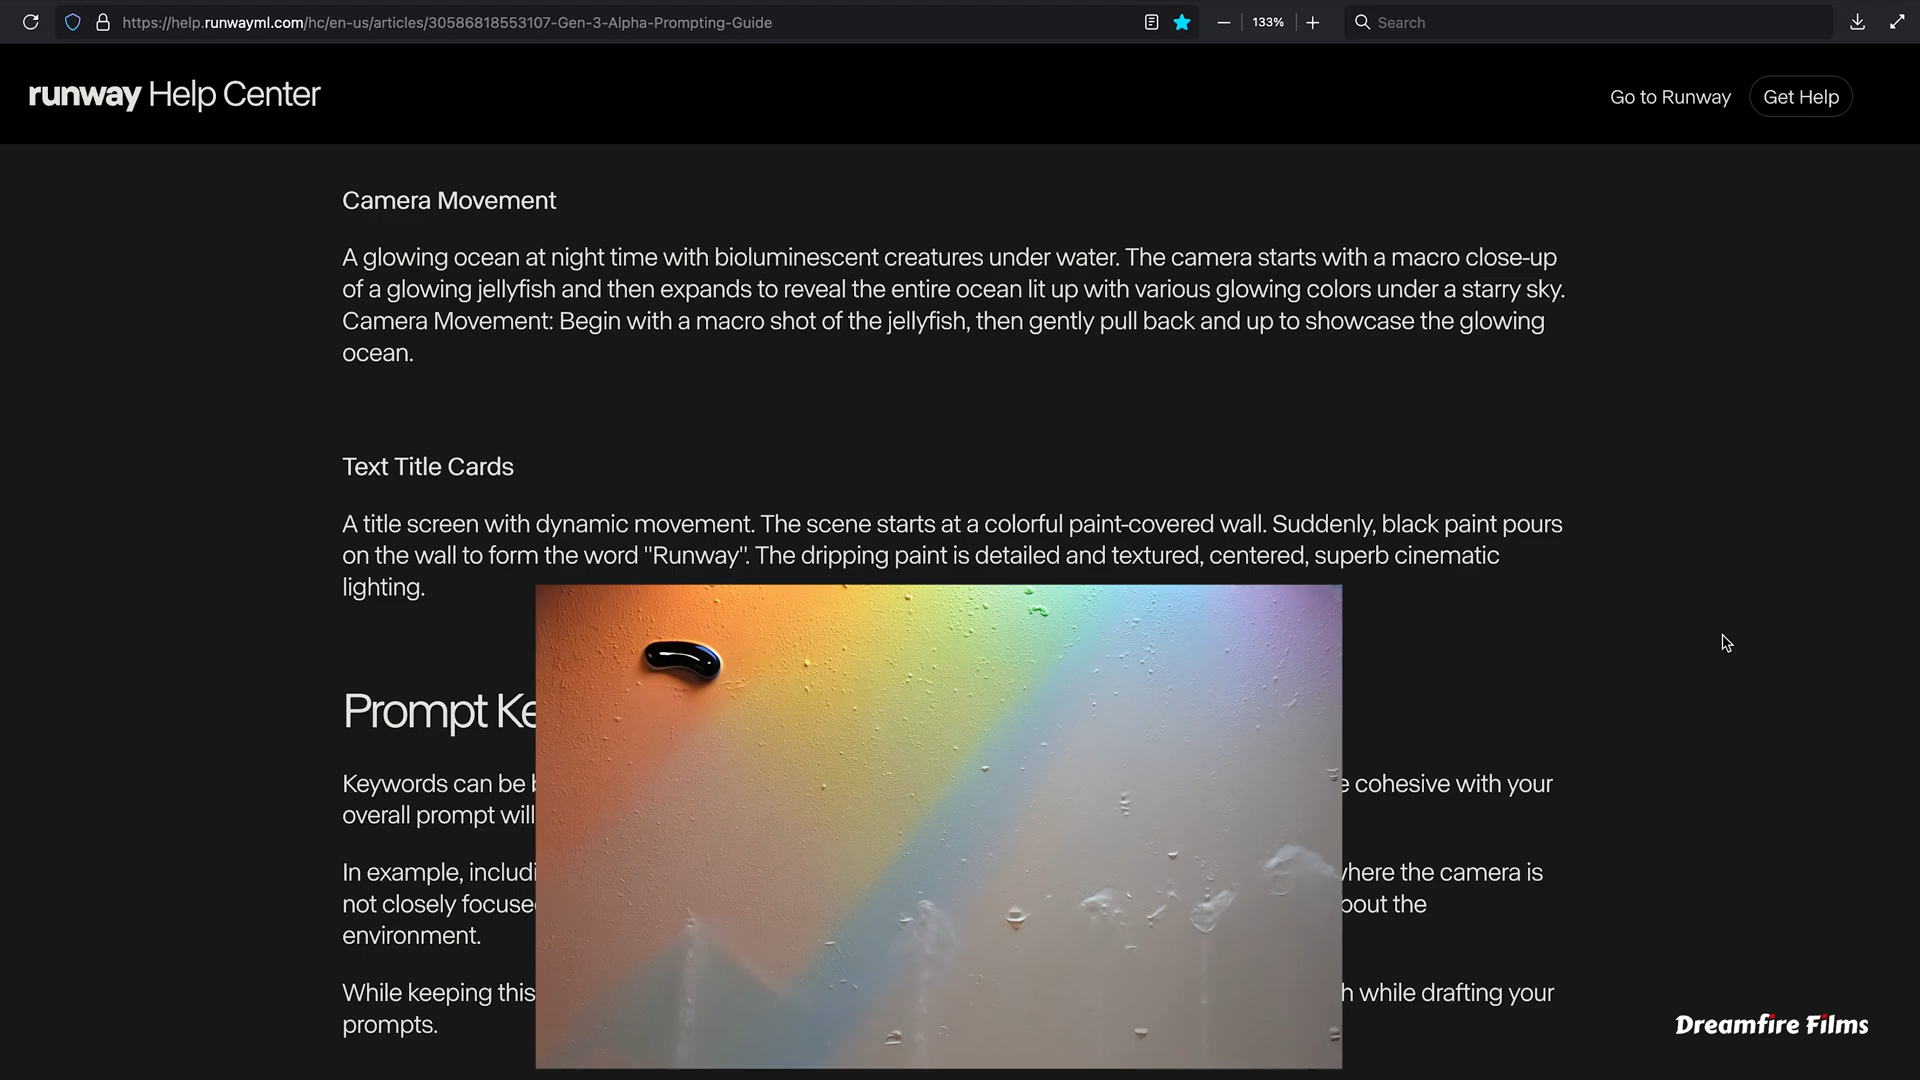 https://help.runwayml.com/hc/en-us/articles/30586818553107-Gen-3-Alpha-Prompting-Guide
133%
Search
runway Help Center
Go to Runway
Get Help
Camera Movement
A glowing ocean at night time with bioluminescent creatures under water. The camera starts with a macro close-up
of a glowing jellyfish and then expands to reveal the entire ocean lit up with various glowing colors under a starry sky.
Camera Movement: Begin with a macro shot of the jellyfish, then gently pull back and up to showcase the glowing
ocean.
Text Title Cards
A title screen with dynamic movement. The scene starts at a colorful paint-covered wall. Suddenly, black paint pours
on the wall to form the word "Runway". The dripping paint is detailed and textured, centered, superb cinematic
lighting.
Prompt
Keywords can be cohesive with your
overall prompt will
In example, where the camera is
not closely the
environment.
While keeping this while drafting your
prompts.
Dreamfire Films